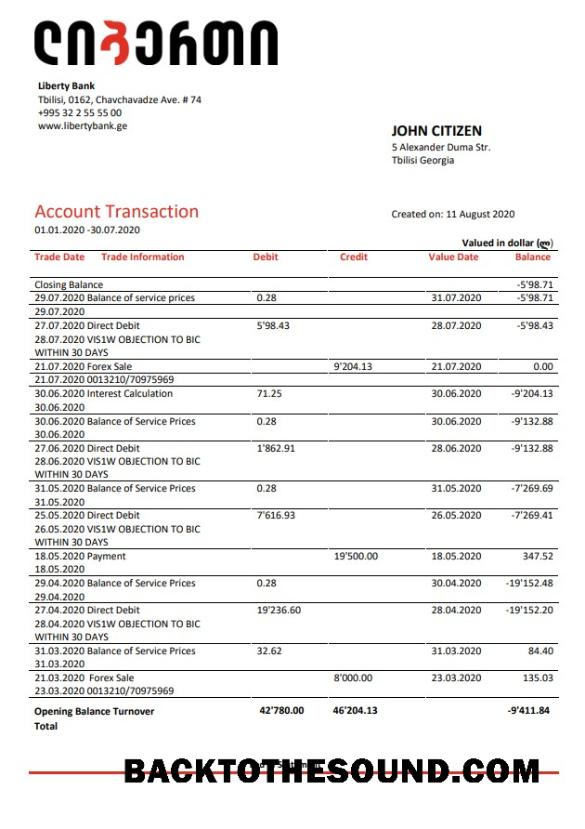 ლიბერთი
Liberty Bank
Tbilisi, 0162, Chavchavadze Ave. # 74
+995 32 2 55 55 00
www.libertybank.ge
JOHN CITIZEN
5 Alexander Duma Str.
Tbilisi Georgia
Account Transaction
Created on: 11 August 2020
01.01.2020 -30.07.2020
Valued in dollar (ლ)
Trade Date Trade Information Debit Credit Value Date Balance
Closing Balance -5'98.71
29.07.2020 Balance of service prices 0.28 31.07.2020 -5'98.71
29.07.2020
27.07.2020 Direct Debit 5'98.43 28.07.2020 -5'98.43
28.07.2020 VIS1W OBJECTION TO BIC
WITHIN 30 DAYS
21.07.2020 Forex Sale 9'204.13 21.07.2020 0.00
21.07.2020 0013210/70975969
30.06.2020 Interest Calculation 71.25 30.06.2020 -9'204.13
30.06.2020
30.06.2020 Balance of Service Prices 0.28 30.06.2020 -9'132.88
30.06.2020
27.06.2020 Direct Debit 1'862.91 28.06.2020 -9'132.88
28.06.2020 VIS1W OBJECTION TO BIC
WITHIN 30 DAYS
31.05.2020 Balance of Service Prices 0.28 31.05.2020 -7'269.69
31.05.2020
25.05.2020 Direct Debit 7'616.93 26.05.2020 -7'269.41
26.05.2020 VIS1W OBJECTION TO BIC
WITHIN 30 DAYS
18.05.2020 Payment 19'500.00 18.05.2020 347.52
18.05.2020
29.04.2020 Balance of Service Prices 0.28 30.04.2020 -19'152.48
29.04.2020
27.04.2020 Direct Debit 19'236.60 28.04.2020 -19'152.20
28.04.2020 VIS1W OBJECTION TO BIC
WITHIN 30 DAYS
31.03.2020 Balance of Service Prices 32.62 31.03.2020 84.40
31.03.2020
21.03.2020 Forex Sale 8'000.00 23.03.2020 135.03
23.03.2020 0013210/70975969
Opening Balance Turnover 42'780.00 46'204.13 -9'411.84
Total
BACKTOTHESOUND.COM